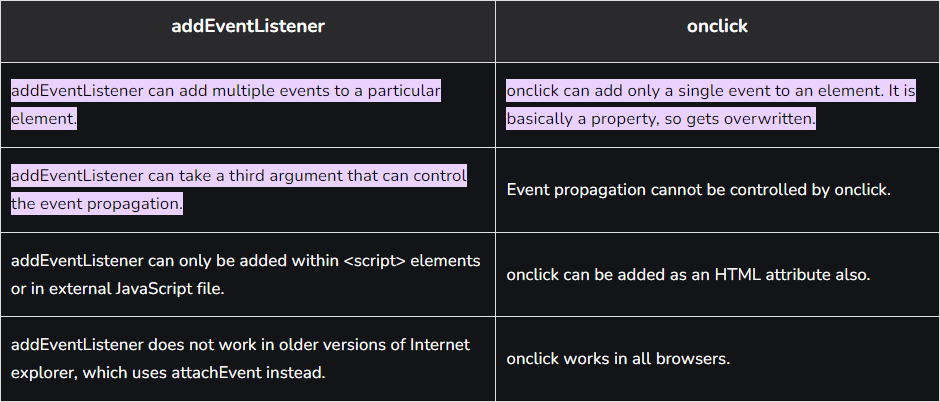 addEventListener
onclick
addEventListener can add multiple events to a particular
element.
onclick can add only a single event to an element. It is
basically a property, so gets overwritten.
addEventListener can take a third argument that can control
the event propagation.
Event propagation cannot be controlled by onclick.
addEventListener can only be added within <script> elements
or in external JavaScript file.
onclick can be added as an HTML attribute also.
addEventListener does not work in older versions of Internet
explorer, which uses attachEvent instead.
onclick works in all browsers.